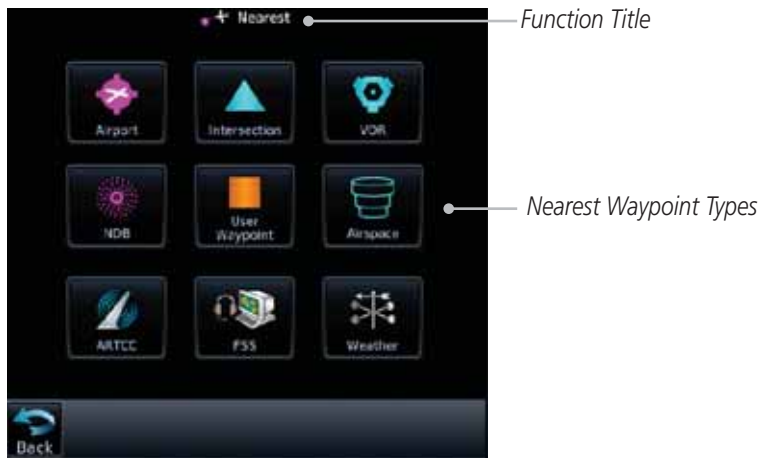 Nearest
Function Title
Airport
Intersection
VOR
NDB
User
Waypoint
Airspace
Nearest Waypoint Types
ARTCC
FSS
Weather
Back